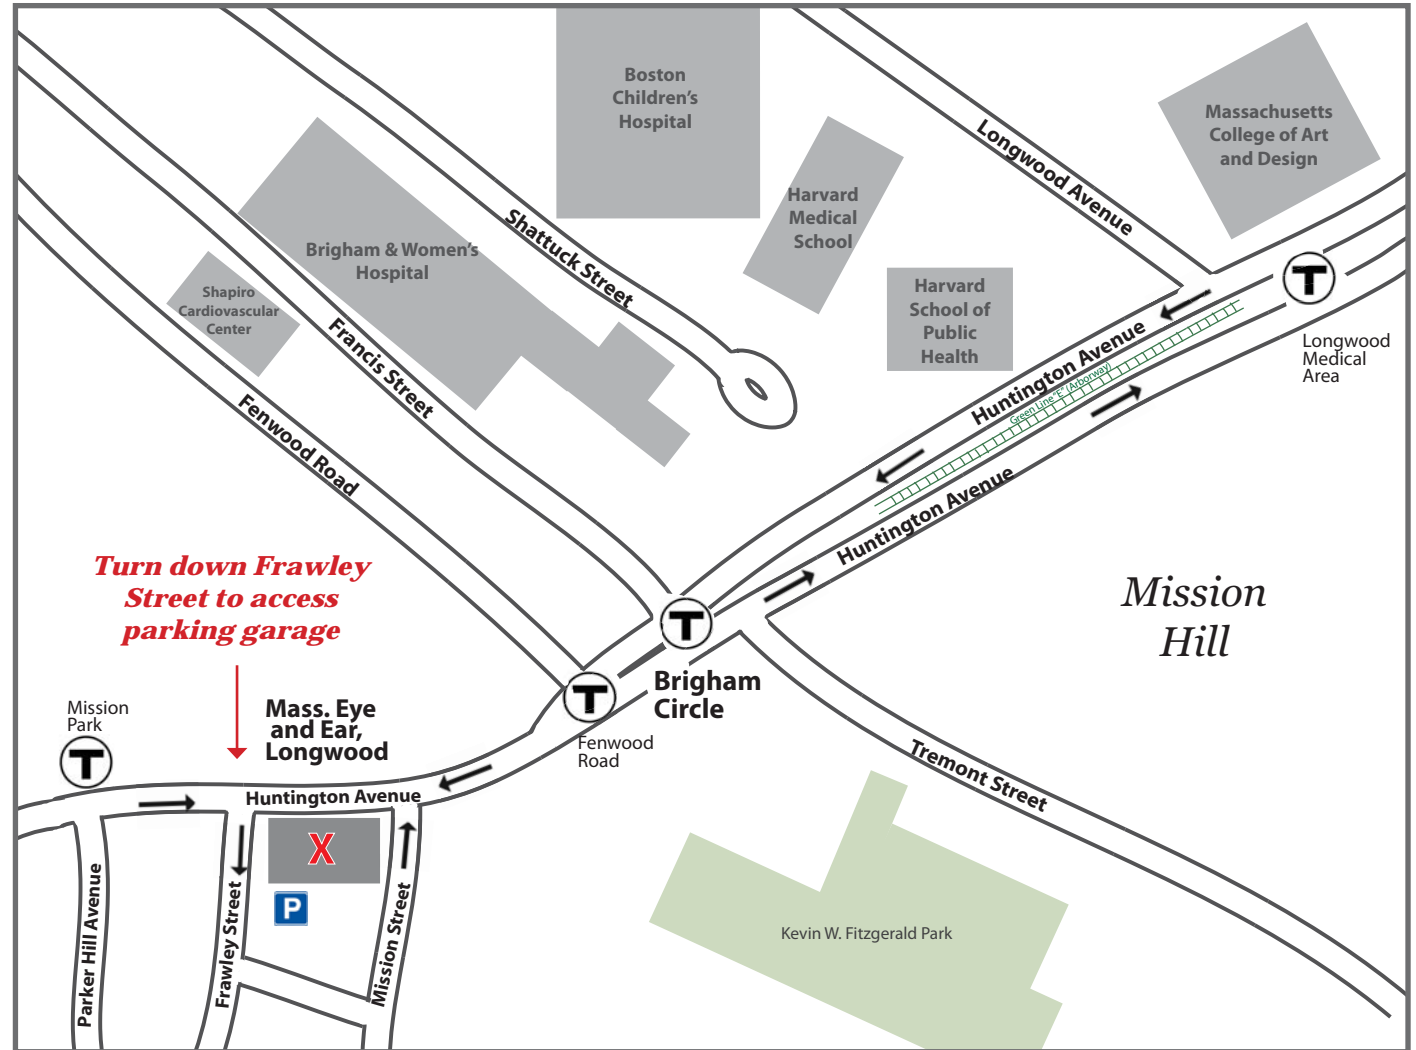 Boston
Children's
Hospital
Massachusetts
College of Art
and Design
Longwood Avenue
Harvard
Medical
School
Shattuck Street
Brigham & Women's
Hospital
Shapiro
Cardiovascular
Center
Harvard
School of
Public
Health
T
Longwood
Medical
Area
Francis Street
Huntington Avenue
Green Line "E" (Arborway)
Fenwood Road
Huntington Avenue
Turn down Frawley
Street to access
parking garage
Mission
Hill
T
Brigham
Circle
T
Fenwood
Road
Mission
Park
T
Mass. Eye
and Ear,
Longwood
Huntington Avenue
Tremont Street
X
P
Parker Hill Avenue
Frawley Street
Mission Street
Kevin W. Fitzgerald Park